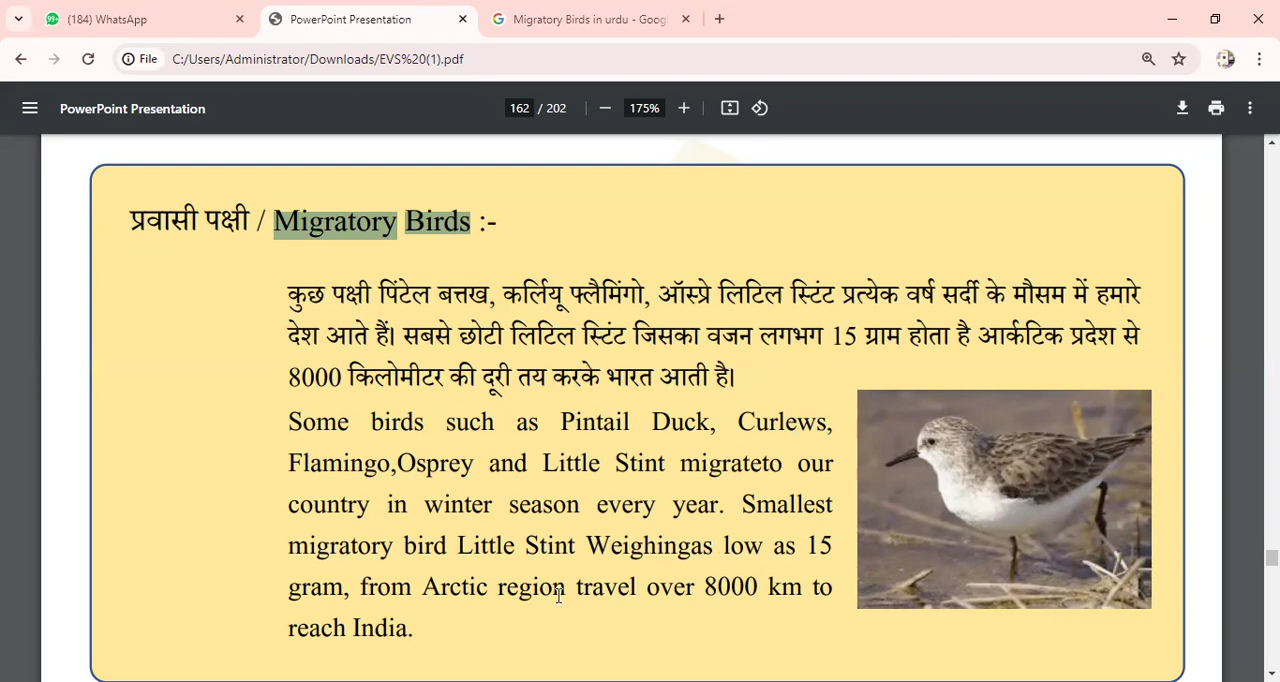 (184) WhatsApp
PowerPoint Presentation
Migratory Birds in urdu - Goog
File C:/Users/Administrator/Downloads/EVS%20(1).pdf
PowerPoint Presentation 162 / 202 175%
प्रवासी पक्षी / Migratory Birds :-
कुछ पक्षी पिंटेल बत्तख, कर्लियू फ्लैमिंगो, ऑस्प्रे लिटिल स्टिंट प्रत्येक वर्ष सर्दी के मौसम में हमारे
देश आते हैं। सबसे छोटी लिटिल स्टिंट जिसका वजन लगभग 15 ग्राम होता है आर्कटिक प्रदेश से
8000 किलोमीटर की दूरी तय करके भारत आती है।
Some birds such as Pintail Duck, Curlews,
Flamingo,Osprey and Little Stint migrateto our
country in winter season every year. Smallest
migratory bird Little Stint Weighingas low as 15
gram, from Arctic region travel over 8000 km to
reach India.